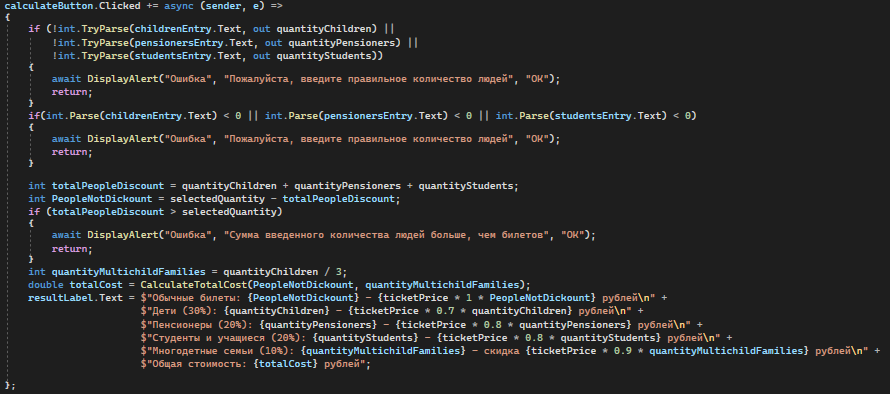 calculateButton.Clicked += async (sender, e) =>
{
if (!int.TryParse(childrenEntry.Text, out quantityChildren) ||
!int.TryParse(pensionersEntry.Text, out quantityPensioners) ||
!int.TryParse(studentsEntry.Text, out quantityStudents))
{
await DisplayAlert("Ошибка", "Пожалуйста, введите правильное количество людей", "OK");
return;
}
if(int.Parse(childrenEntry.Text) < 0 || int.Parse(pensionersEntry.Text) < 0 || int.Parse(studentsEntry.Text) < 0)
{
await DisplayAlert("Ошибка", "Пожалуйста, введите правильное количество людей", "OK");
return;
}
int totalPeopleDiscount = quantityChildren + quantityPensioners + quantityStudents;
int PeopleNotDickount = selectedQuantity - totalPeopleDiscount;
if (totalPeopleDiscount > selectedQuantity)
{
await DisplayAlert("Ошибка", "Сумма введенного количества людей больше, чем билетов", "OK");
return;
}
int quantityMultichildFamilies = quantityChildren / 3;
double totalCost = CalculateTotalCost(PeopleNotDickount, quantityMultichildFamilies);
resultLabel.Text = $"Обычные билеты: {PeopleNotDickount} - {ticketPrice * 1 * PeopleNotDickount} рублей\n" +
$"Дети (30%): {quantityChildren} - {ticketPrice * 0.7 * quantityChildren} рублей\n" +
$"Пенсионеры (20%): {quantityPensioners} - {ticketPrice * 0.8 * quantityPensioners} рублей\n" +
$"Студенты и учащиеся (20%): {quantityStudents} - {ticketPrice * 0.8 * quantityStudents} рублей\n" +
$"Многодетные семьи (10%): {quantityMultichildFamilies} - скидка {ticketPrice * 0.9 * quantityMultichildFamilies} рублей\n" +
$"Общая стоимость: {totalCost} рублей";
};